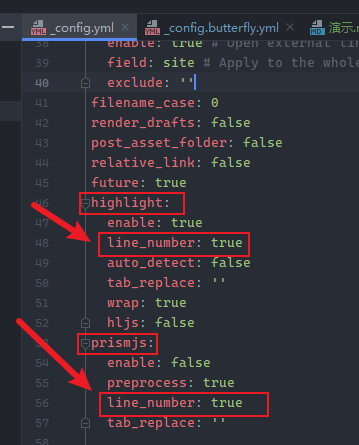 _config.yml
_config.butterfly.yml
演示.
38 enable: true # Open external lin
39 field: site # Apply to the whole
40 exclude: ''
41 filename_case: 0
42 render_drafts: false
43 post_asset_folder: false
44 relative_link: false
45 future: true
46 highlight:
47 enable: true
48 line_number: true
49 auto_detect: false
50 tab_replace: ''
51 wrap: true
52 hljs: false
53 prismjs:
54 enable: false
55 preprocess: true
56 line_number: true
57 tab_replace: ''
58